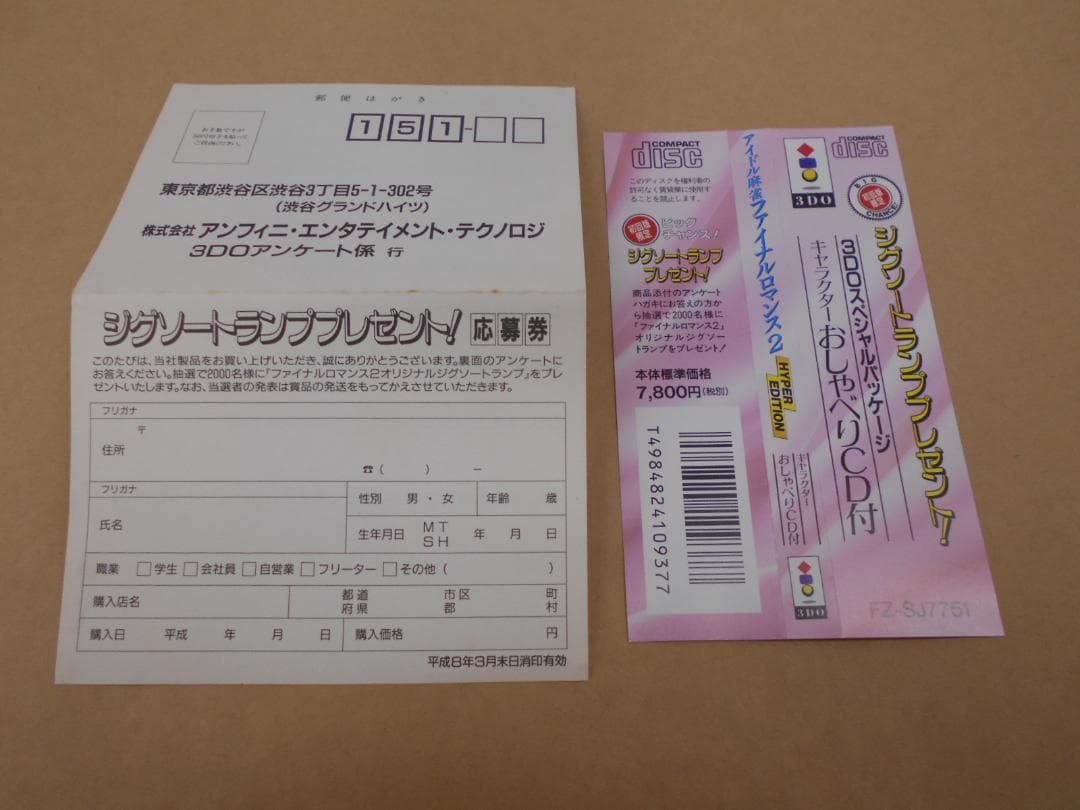 郵便はがき
お手数ですが
50円切手を貼って
ご投函ください。
151-
東京都渋谷区渋谷3丁目5-1-302号
(渋谷グランドハイツ)
株式会社 アンフィニ・エンタテイメント・テクノロジ
3DOアンケート係 行
ジグソートランププレゼント! 応募券
このたびは、当社製品をお買い上げいただき、誠にありがとうございます。裏面のアンケートに
お答えください。抽選で2000名様に「ファイナルロマンス2オリジナルジグソートランプ」をプレ
ゼントいたします。なお、当選者の発表は賞品の発送をもってかえさせていただきます。
フリガナ
〒
住所
☎( ) −
フリガナ
氏名
性別 男・女 年齢 歳
生年月日 MT SH 年 月 日
職業 □学生 □会社員 □自営業 □フリーター □その他( )
購入店名 都道府県 市区郡 町村
購入日 平成 年 月 日 購入価格 円
平成8年3月末日消印有効
COMPACT disc
このディスクを権利者の
許可なく賃貸業に使用す
ることを禁止します。
初回版限定
ビッグ
チャンス!
ジグソートランプ
プレゼント!
商品添付のアンケート
ハガキにお答えの方か
ら抽選で2000名様に
「ファイナルロマンス2」
オリジナルジグソー
トランプをプレゼント!
本体標準価格
7,800円(税別)
T4984824109377
アイドル麻雀ファイナルロマンス2
HYPER EDITION
キャラクター
おしゃべりCD付
3DO
3DO
COMPACT disc
BIG CHANCE!
初回版限定
ジグソートランププレゼント!
3DOスペシャルパッケージ
キャラクターおしゃべりCD付
FZ-SJ7751